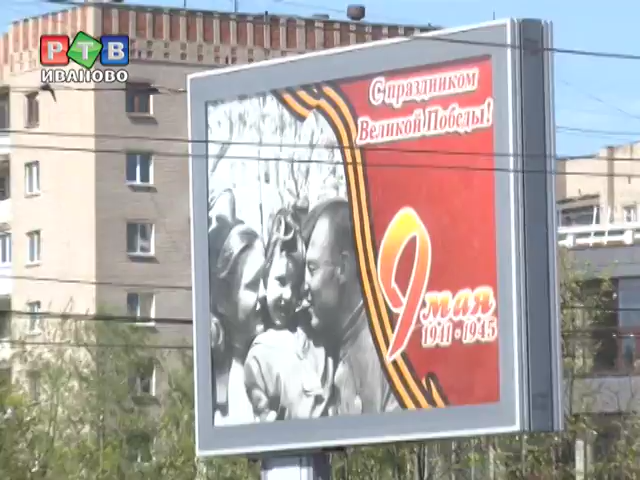 РТВ
ИВАНОВО
С праздником
Великой Победы!
9 мая
1941 - 1945